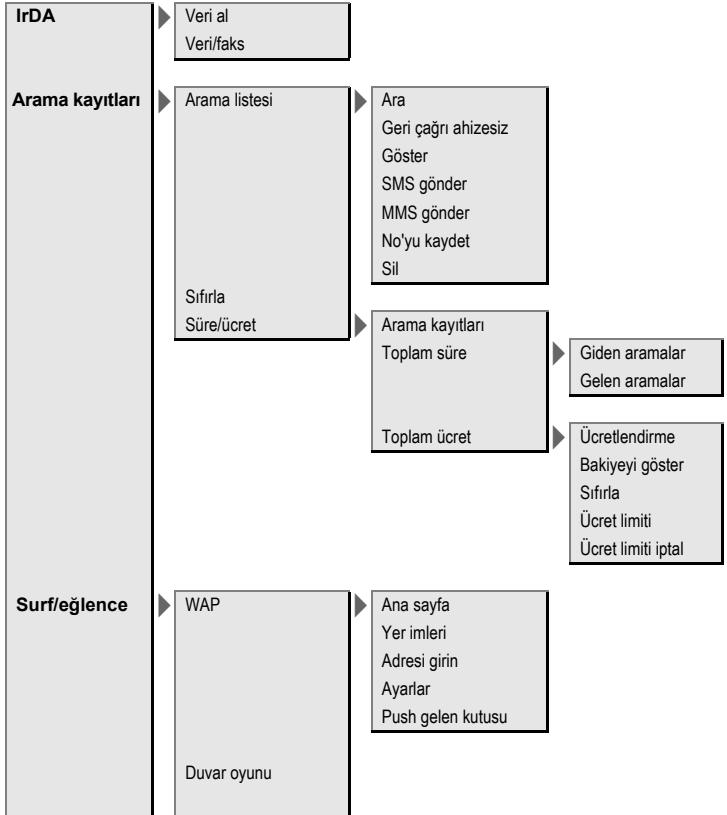 IrDA
Veri al
Veri/faks
Arama kayıtları
Arama listesi
Ara
Geri çağrı ahizesiz
Göster
SMS gönder
MMS gönder
No'yu kaydet
Sil
Sıfırla
Süre/ücret
Arama kayıtları
Toplam süre
Giden aramalar
Gelen aramalar
Toplam ücret
Ücretlendirme
Bakiyeyi göster
Sıfırla
Ücret limiti
Ücret limiti iptal
Surf/eğlence
WAP
Ana sayfa
Yer imleri
Adresi girin
Ayarlar
Push gelen kutusu
Duvar oyunu